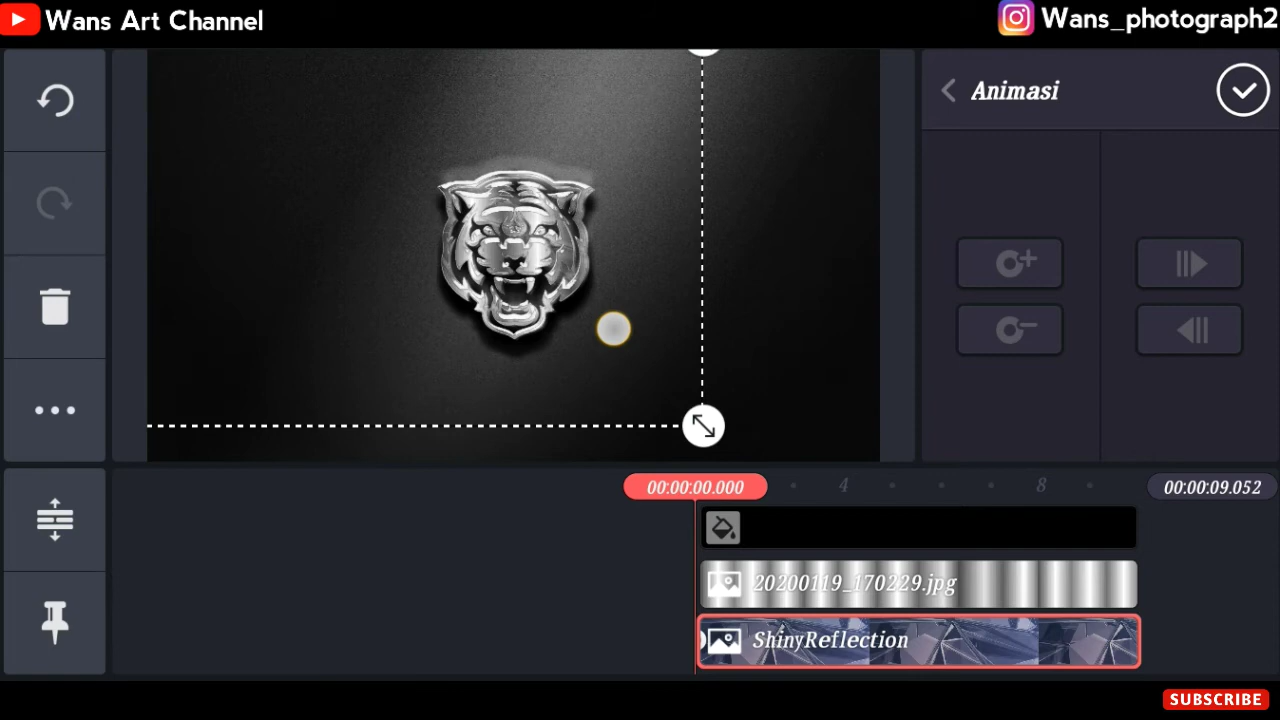 Wans Art Channel
Wans_photograph2
Animasi
00:00:00.000
4
8
00:00:09.052
20200119_170229.jpg
ShinyReflection
SUBSCRIBE